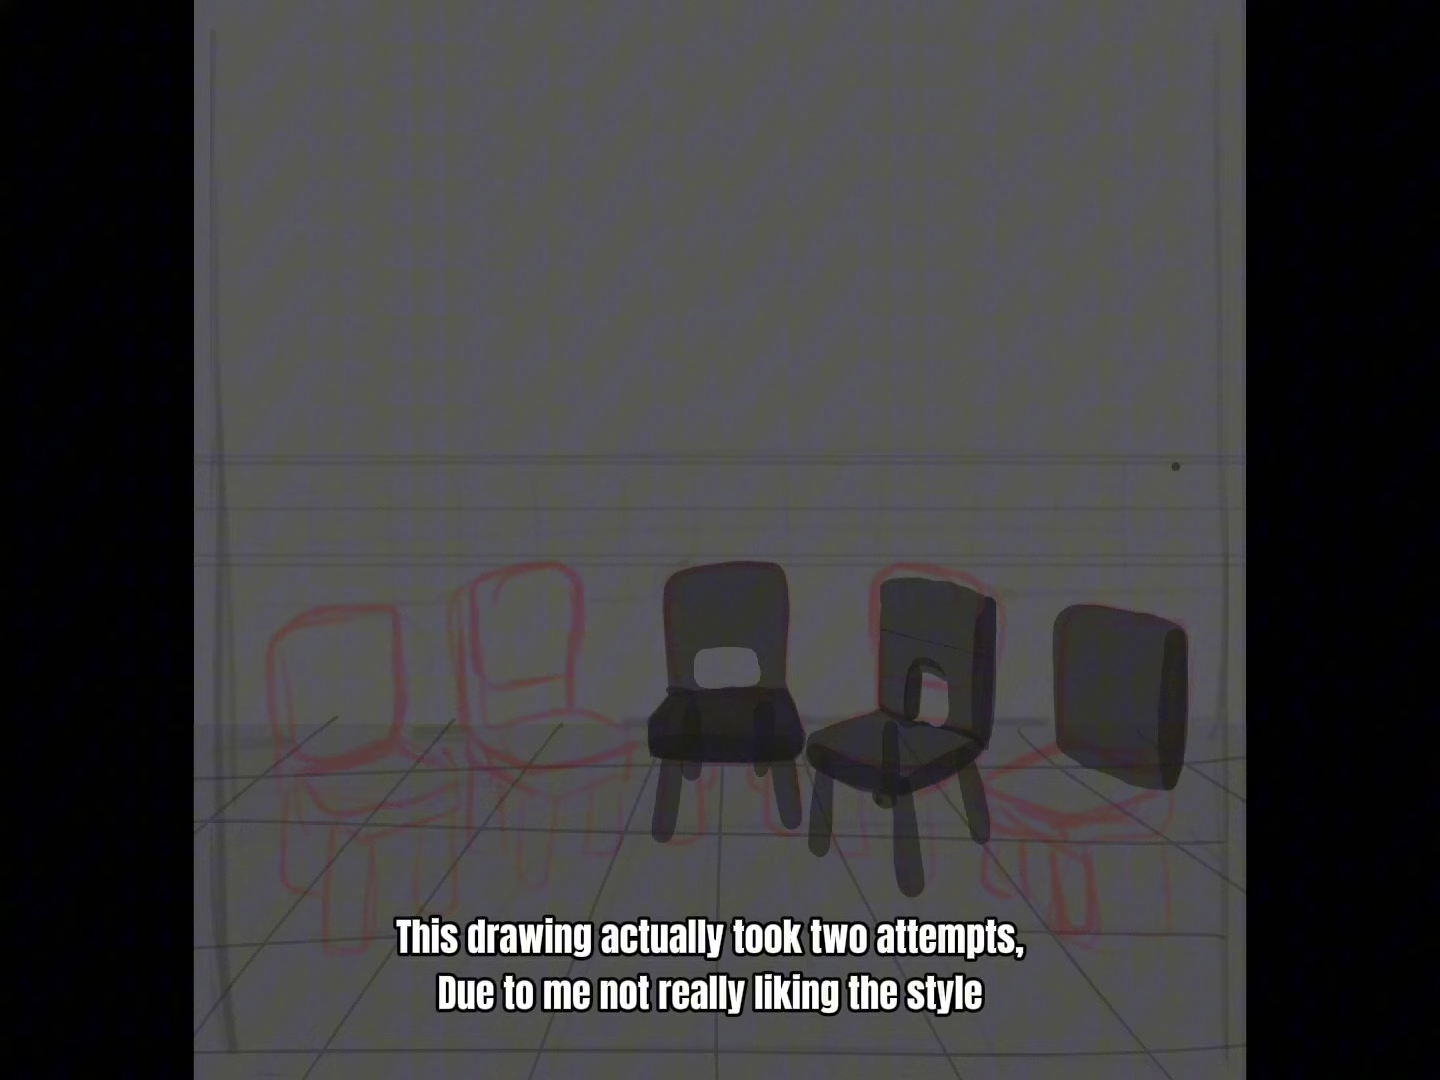 This drawing actually took two attempts,
Due to me not really liking the style